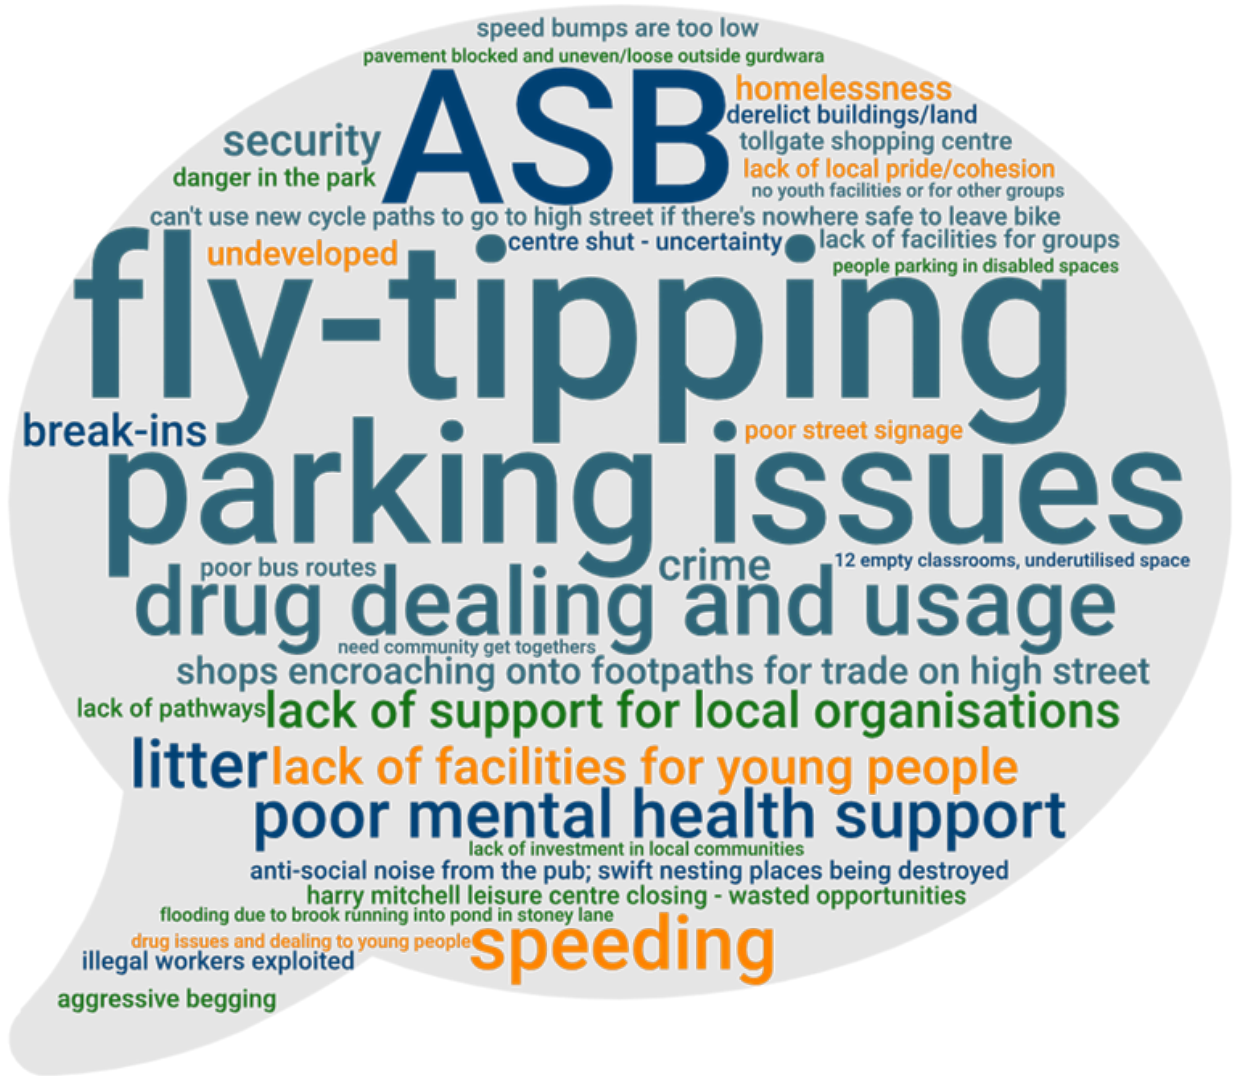 speed bumps are too low
pavement blocked and uneven/loose outside gurdwara
ASB
homelessness
derelict buildings/land
security
tollgate shopping centre
danger in the park
lack of local pride/cohesion
no youth facilities or for other groups
can't use new cycle paths to go to high street if there's nowhere safe to leave bike
undeveloped
centre shut - uncertainty
lack of facilities for groups
people parking in disabled spaces
fly-tipping
break-ins
poor street signage
parking issues
poor bus routes
crime
12 empty classrooms, underutilised space
drug dealing and usage
need community get togethers
shops encroaching onto footpaths for trade on high street
lack of pathways
lack of support for local organisations
litter
lack of facilities for young people
poor mental health support
lack of investment in local communities
anti-social noise from the pub; swift nesting places being destroyed
harry mitchell leisure centre closing - wasted opportunities
flooding due to brook running into pond in stoney lane
drug issues and dealing to young people
speeding
illegal workers exploited
aggressive begging